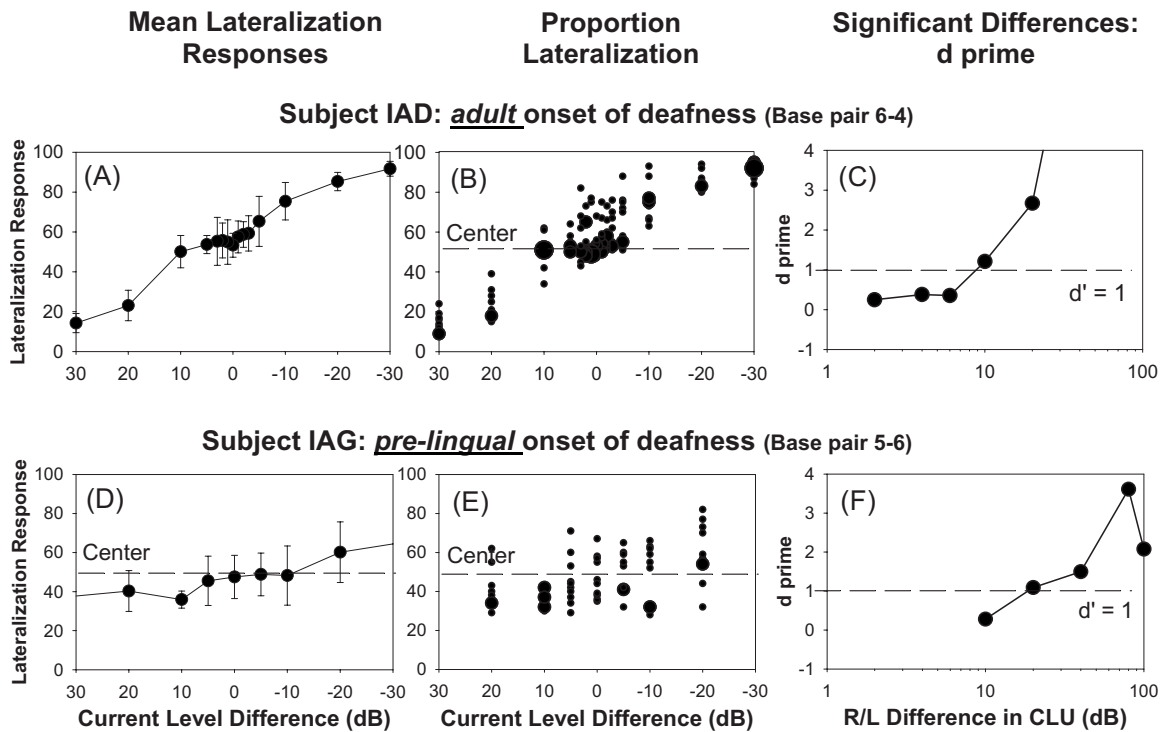 Mean Lateralization
Responses
Proportion
Lateralization
Significant Differences:
d prime
Subject IAD: adult onset of deafness (Base pair 6-4)
Lateralization Response
100
80
60
40
20
0
(A)
30 20 10 0 -10 -20 -30
100
80
60
40
20
0
(B)
Center
30 20 10 0 -10 -20 -30
d prime
4
3
2
1
0
-1
(C)
d' = 1
1 10 100
Subject IAG: pre-lingual onset of deafness (Base pair 5-6)
Lateralization Response
100
80
60
40
20
0
(D)
Center
30 20 10 0 -10 -20 -30
Current Level Difference (dB)
100
80
60
40
20
0
(E)
Center
30 20 10 0 -10 -20 -30
Current Level Difference (dB)
d prime
4
3
2
1
0
-1
(F)
d' = 1
1 10 100
R/L Difference in CLU (dB)